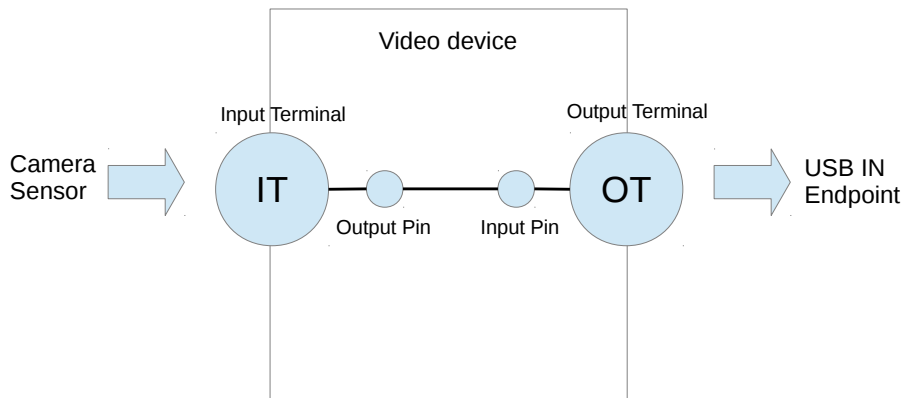 Video device
Input Terminal
Output Terminal
Camera
Sensor
IT
OT
USB IN
Endpoint
Output Pin
Input Pin